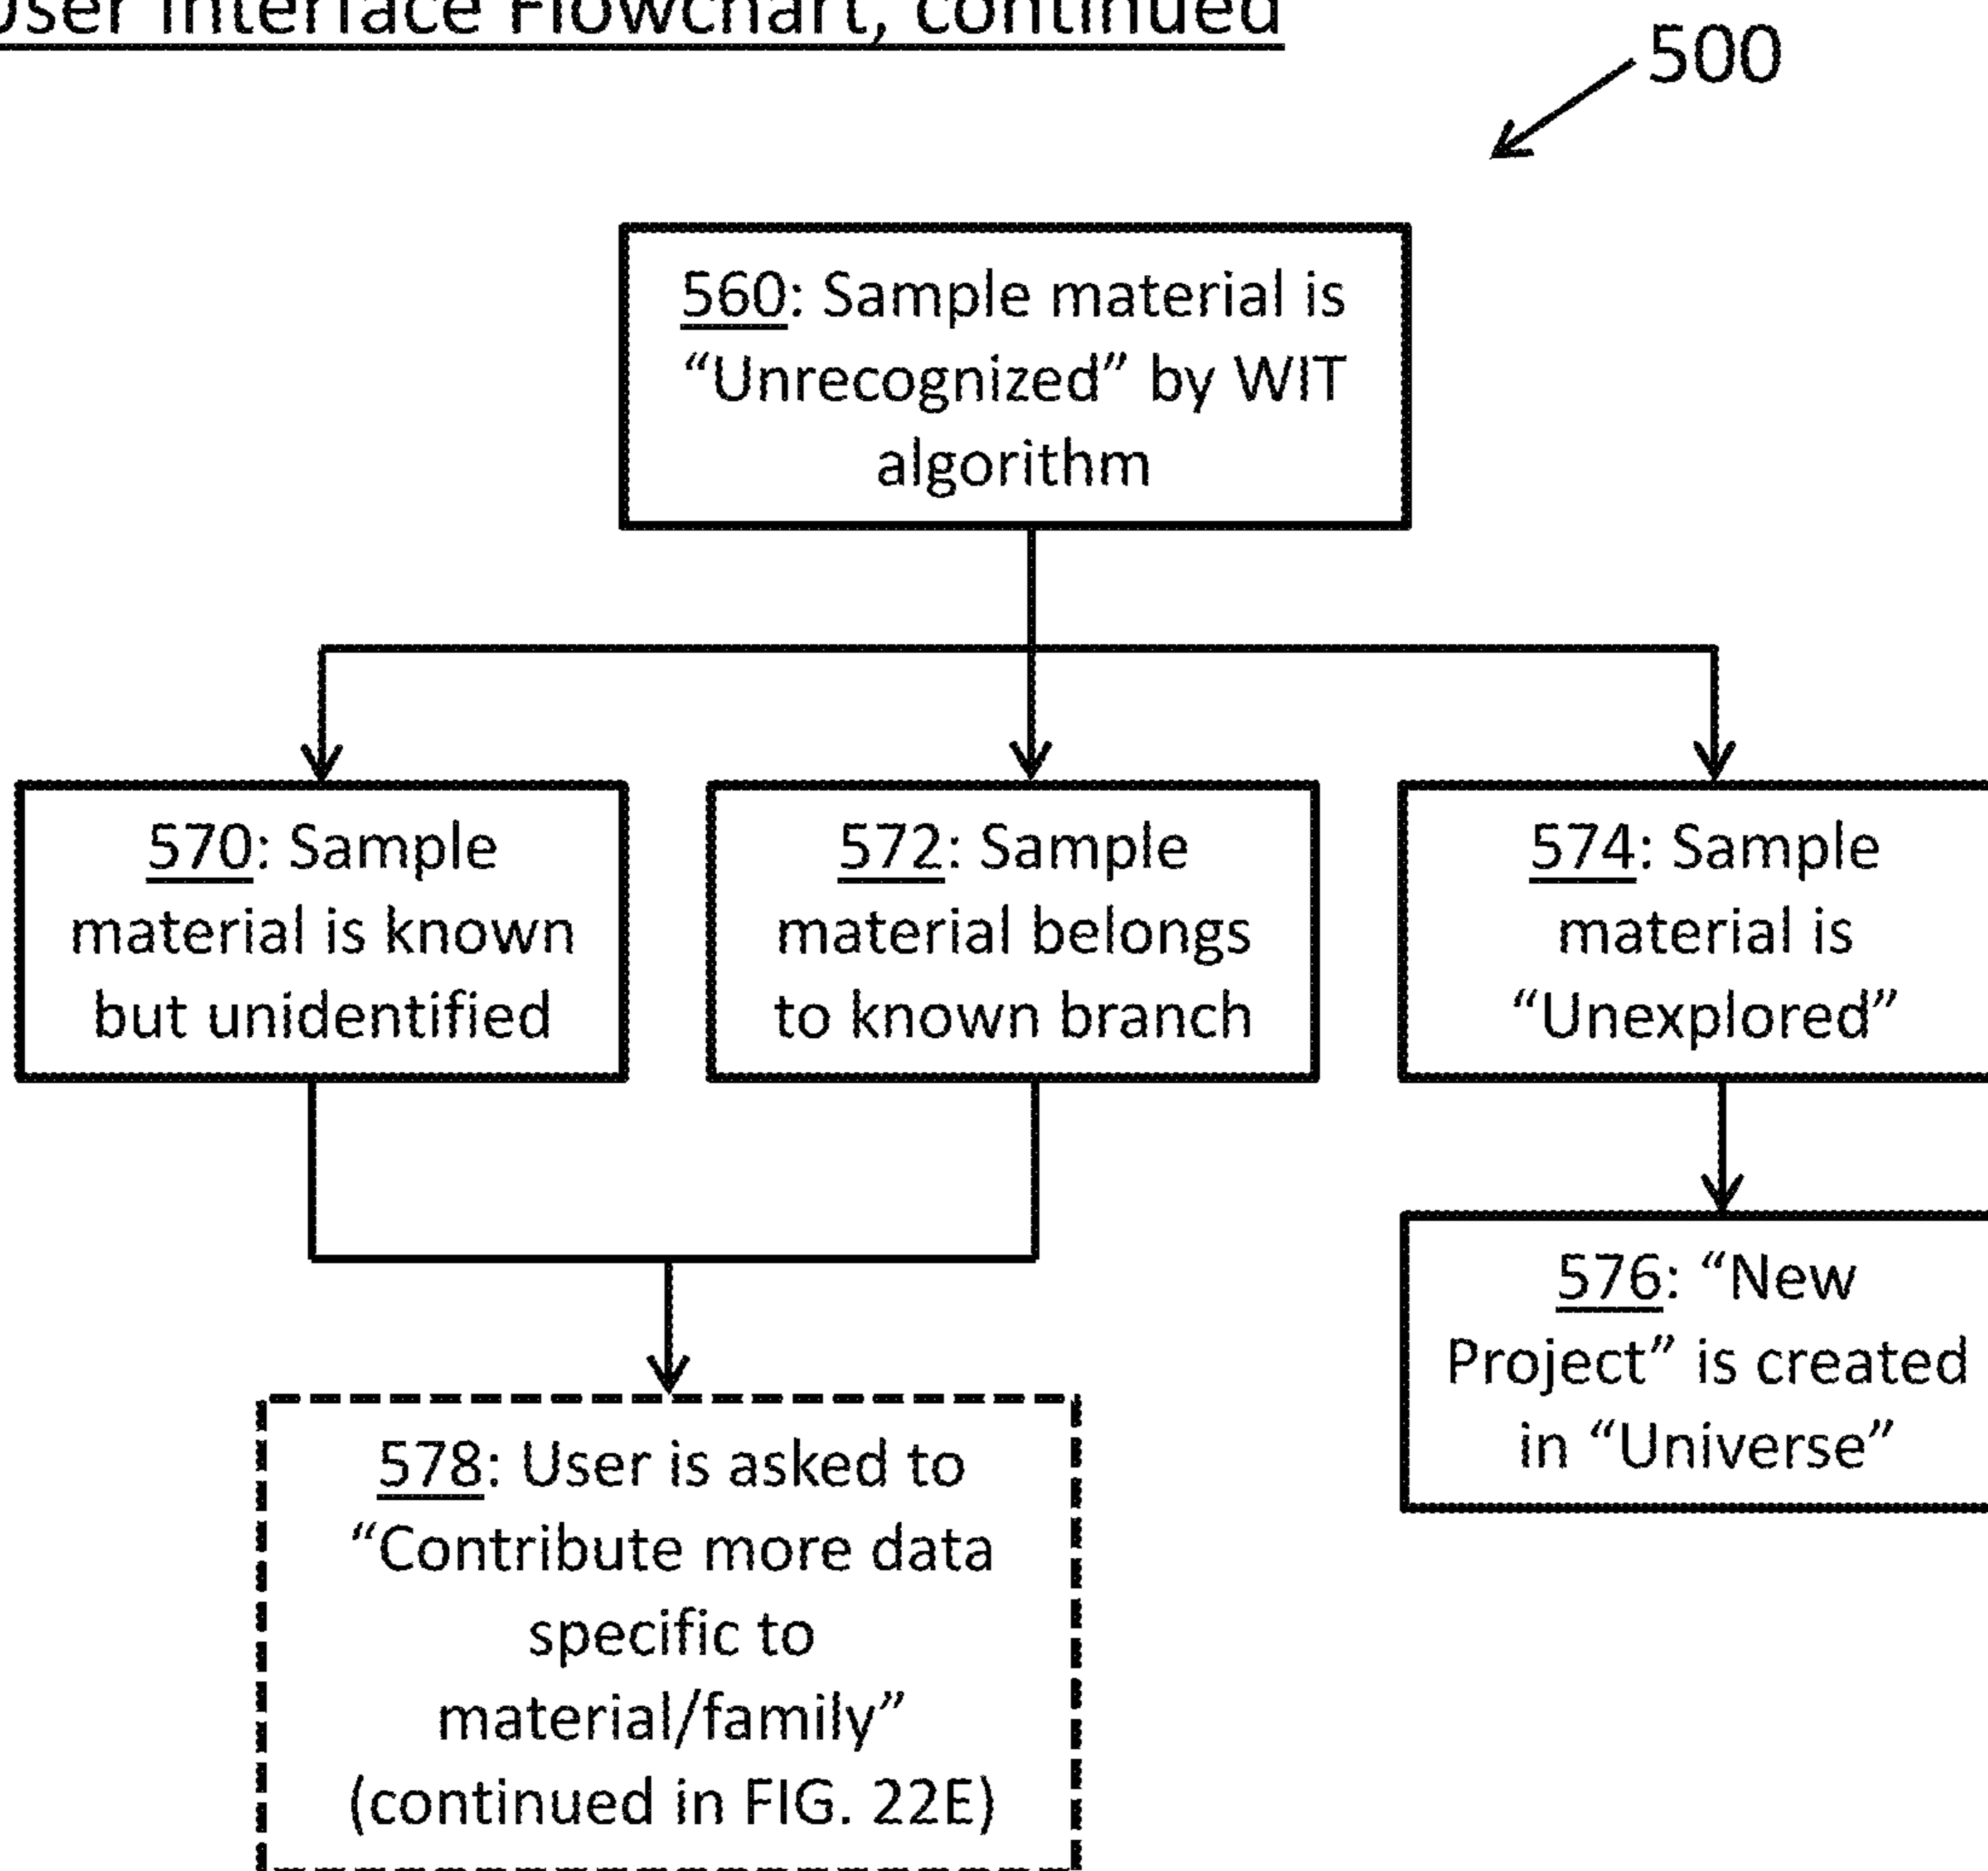 User Interface Flowchart, continued
500
560: Sample material is
“Unrecognized” by WIT
algorithm
570: Sample
material is known
but unidentified
572: Sample
material belongs
to known branch
574: Sample
material is
“Unexplored”
576: “New
Project” is created
in “Universe”
578: User is asked to
“Contribute more data
specific to
material/family”
(continued in FIG. 22E)